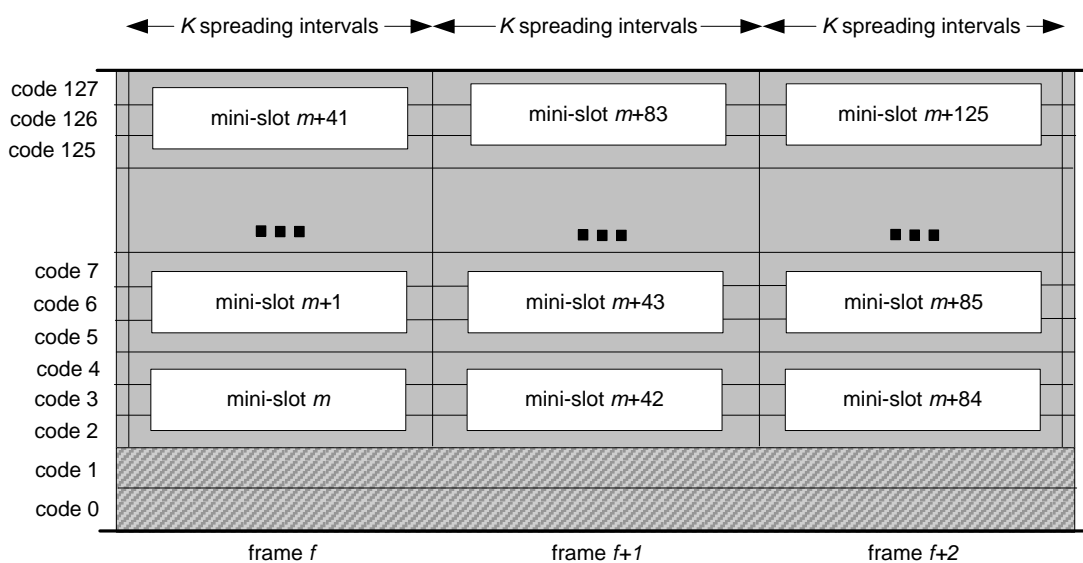 K spreading intervals K spreading intervals K spreading intervals
code 127
mini-slot m+41 mini-slot m+83 mini-slot m+125
code 126
code 125
code 7
code 6 mini-slot m+1 mini-slot m+43 mini-slot m+85
code 5
code 4
code 3 mini-slot m mini-slot m+42 mini-slot m+84
code 2
code 1
code 0
frame f frame f+1 frame f+2